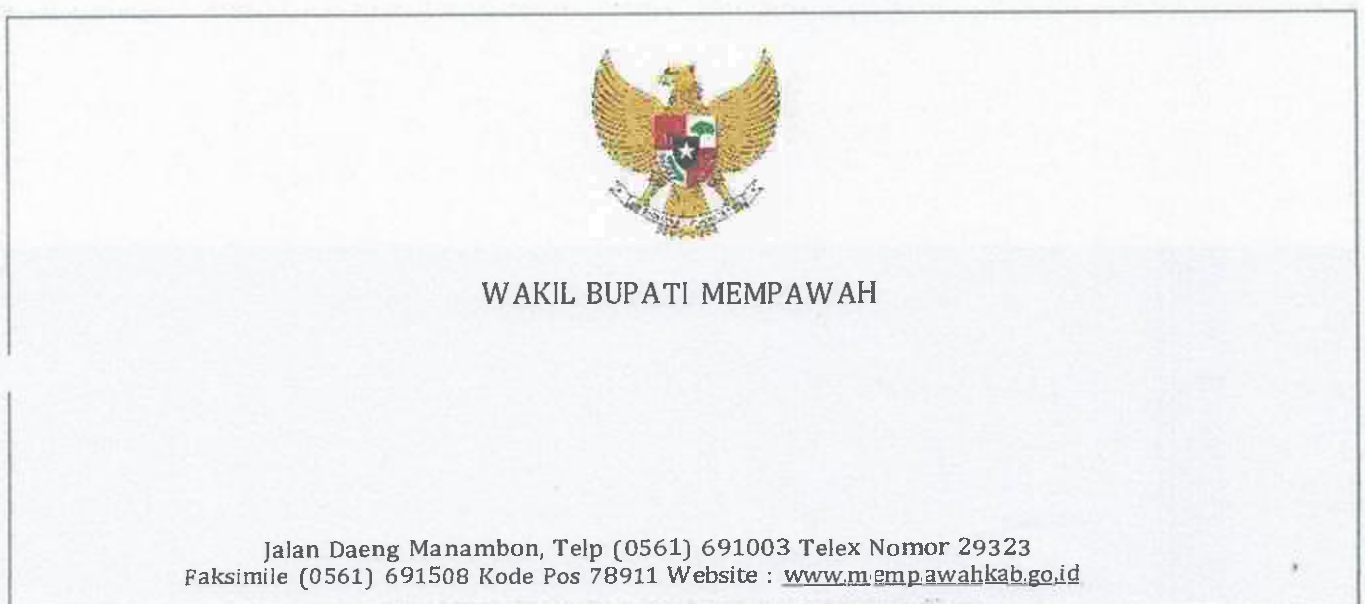 WAKIL BUPATI MEMPAWAH
Jalan Daeng Manambon, Telp (0561) 691003 Telex Nomor 29323
Faksimile (0561) 691508 Kode Pos 78911 Website : www.mempawahkab.go.id